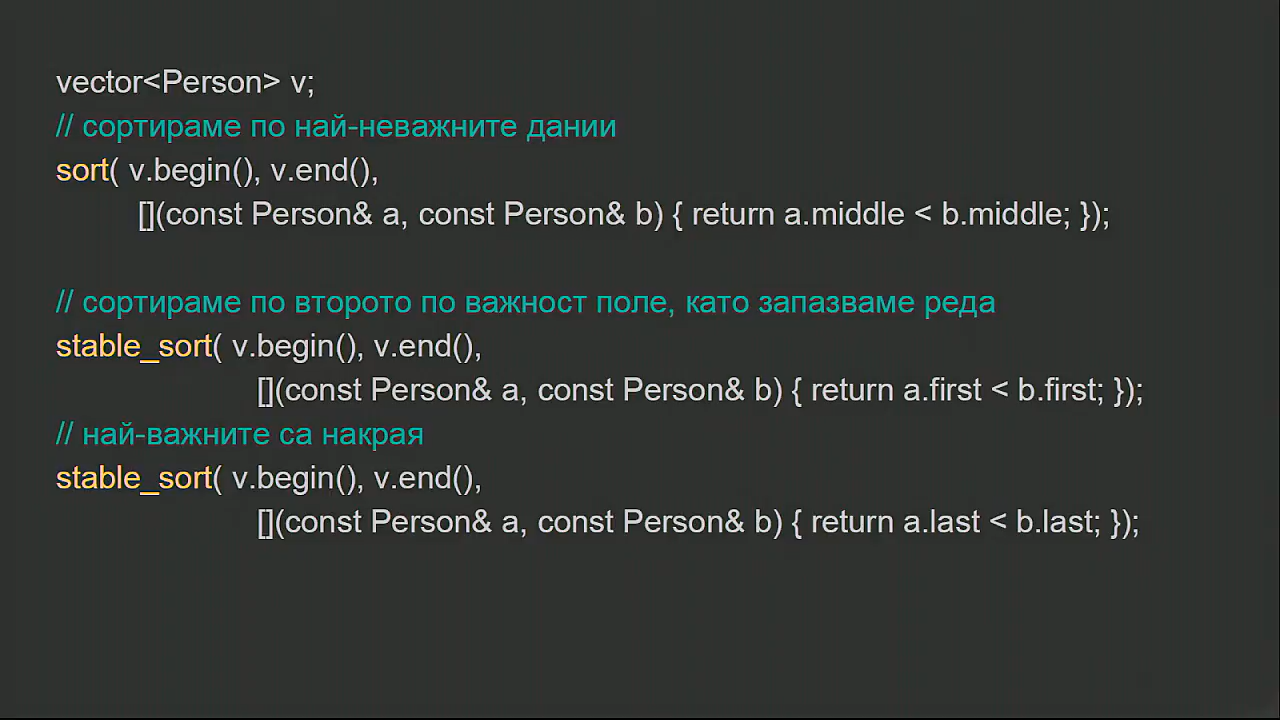 vector<Person> v;
// сортираме по най-неважните дании
sort( v.begin(), v.end(),
[](const Person& a, const Person& b) { return a.middle < b.middle; });
// сортираме по второто по важност поле, като запазваме реда
stable_sort( v.begin(), v.end(),
[](const Person& a, const Person& b) { return a.first < b.first; });
// най-важните са накрая
stable_sort( v.begin(), v.end(),
[](const Person& a, const Person& b) { return a.last < b.last; });